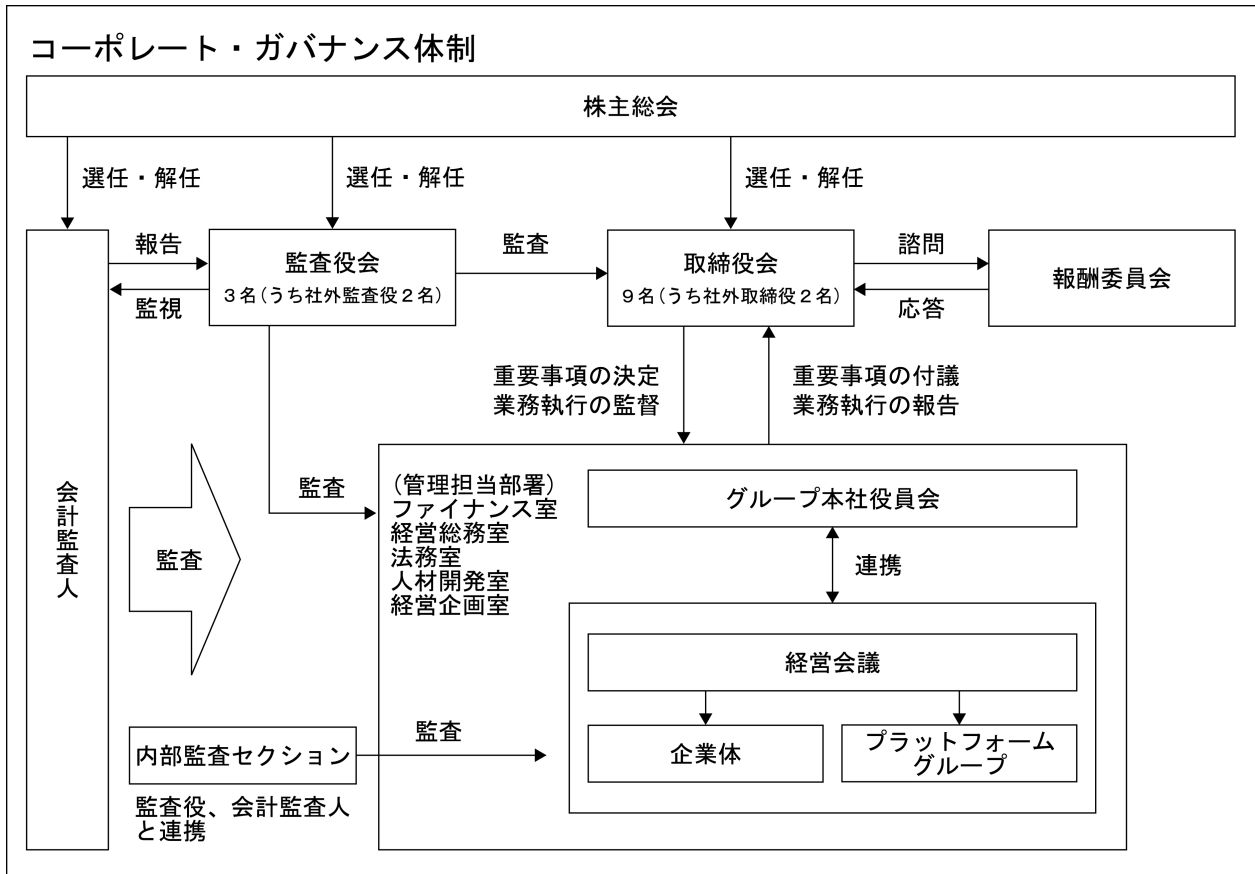 コーポレート・ガバナンス体制
株主総会
選任・解任
選任・解任
選任・解任
報告
監視
監査役会
3名(うち社外監査役2名)
監査
取締役会
9名(うち社外取締役2名)
諮問
応答
報酬委員会
重要事項の決定
業務執行の監督
重要事項の付議
業務執行の報告
会計監査人
監査
監査
(管理担当部署)
ファイナンス室
経営総務室
法務室
人材開発室
経営企画室
グループ本社役員会
連携
経営会議
企業体
プラットフォーム
グループ
内部監査セクション
監査
監査役、会計監査人
と連携